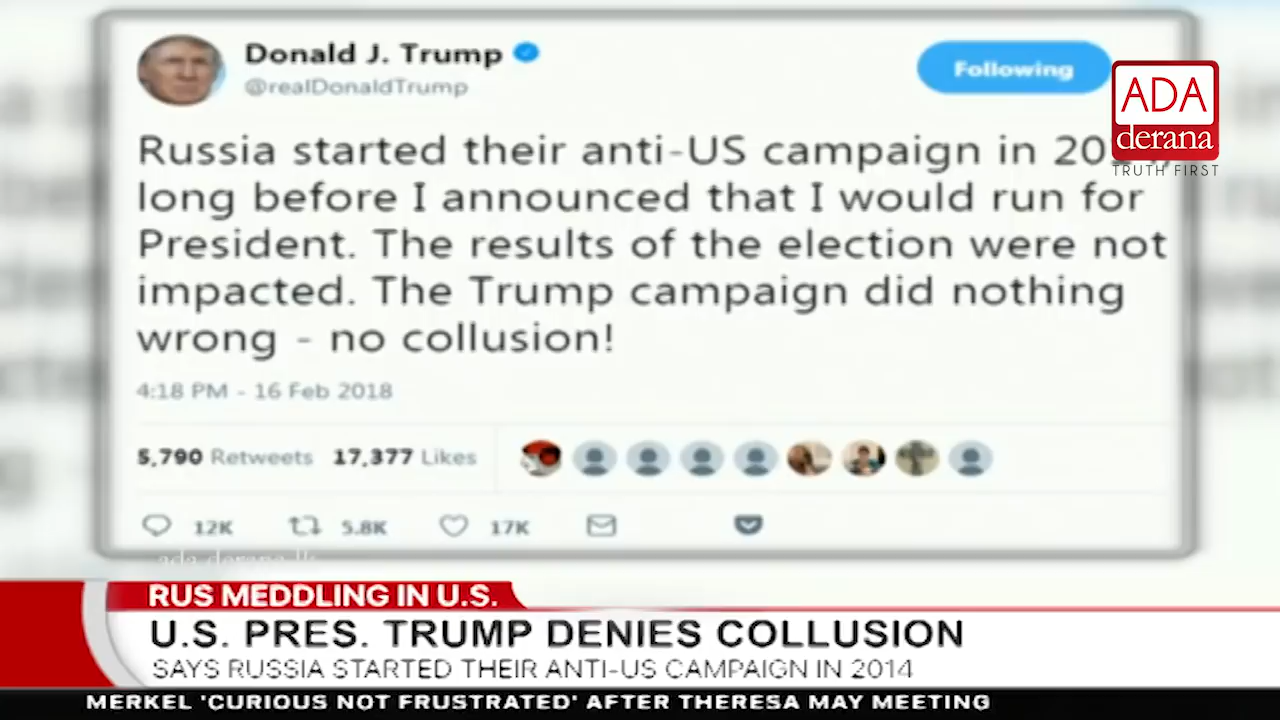 Donald J. Trump
@realDonaldTrump
Following
ADA
derana
TRUTH FIRST
Russia started their anti-US campaign in 2014,
long before I announced that I would run for
President. The results of the election were not
impacted. The Trump campaign did nothing
wrong - no collusion!
4:18 PM - 16 Feb 2018
5,790 Retweets 17,377 Likes
12K 5.8K 17K
ada derana
RUS MEDDLING IN U.S.
U.S. PRES. TRUMP DENIES COLLUSION
SAYS RUSSIA STARTED THEIR ANTI-US CAMPAIGN IN 2014
MERKEL 'CURIOUS NOT FRUSTRATED' AFTER THERESA MAY MEETING